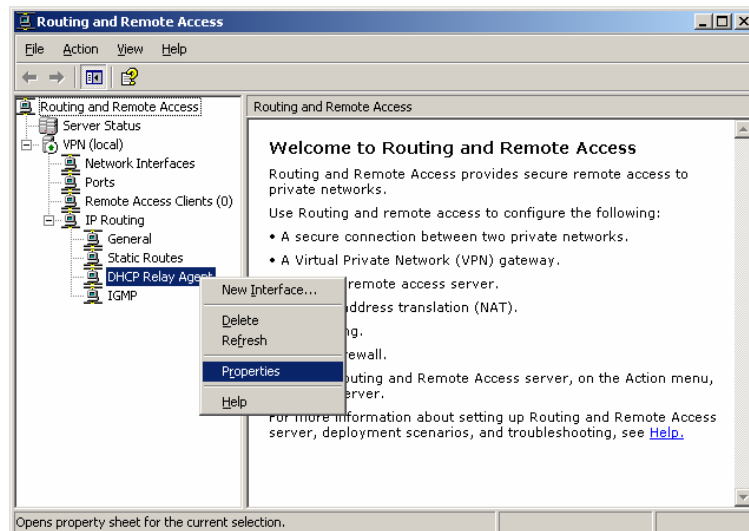 Routing and Remote Access
File Action View Help
Routing and Remote Access
Server Status
VPN (local)
Network Interfaces
Ports
Remote Access Clients (0)
IP Routing
General
Static Routes
DHCP Relay Agent
IGMP
New Interface...
Delete
Refresh
Properties
Help
Routing and Remote Access
Welcome to Routing and Remote Access
Routing and Remote Access provides secure remote access to
private networks.
Use Routing and remote access to configure the following:
• A secure connection between two private networks.
• A Virtual Private Network (VPN) gateway.
remote access server.
address translation (NAT).
ng.
ewall.
outing and Remote Access server, on the Action menu,
erver.
For more information about setting up Routing and Remote Access
server, deployment scenarios, and troubleshooting, see Help.
Opens property sheet for the current selection.